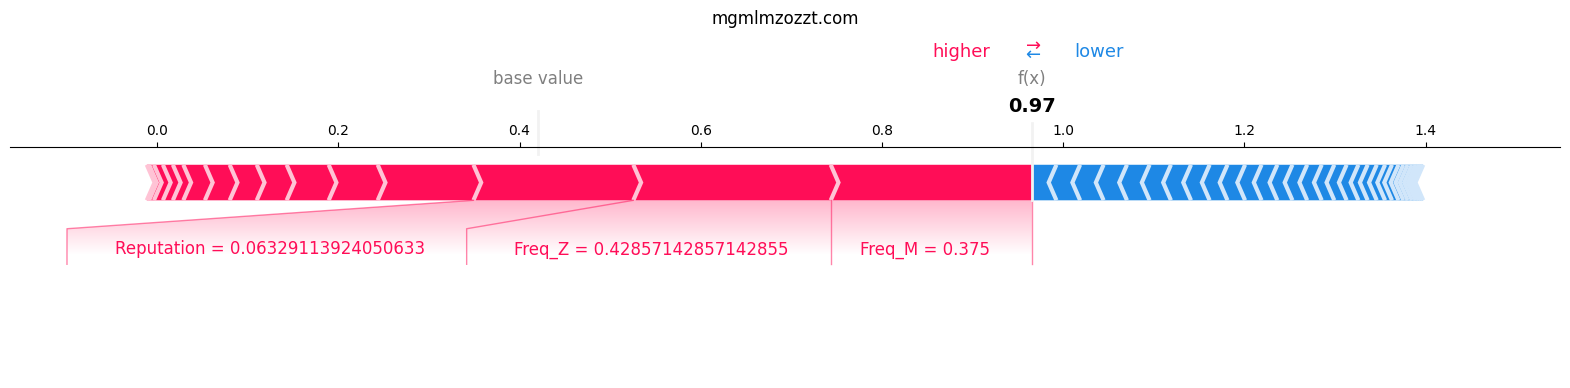 mgmlmzozzt.com
higher ⇄ lower
base value f(x)
0.97
0.0 0.2 0.4 0.6 0.8 1.0 1.2 1.4
Reputation = 0.06329113924050633 Freq_Z = 0.42857142857142855 Freq_M = 0.375